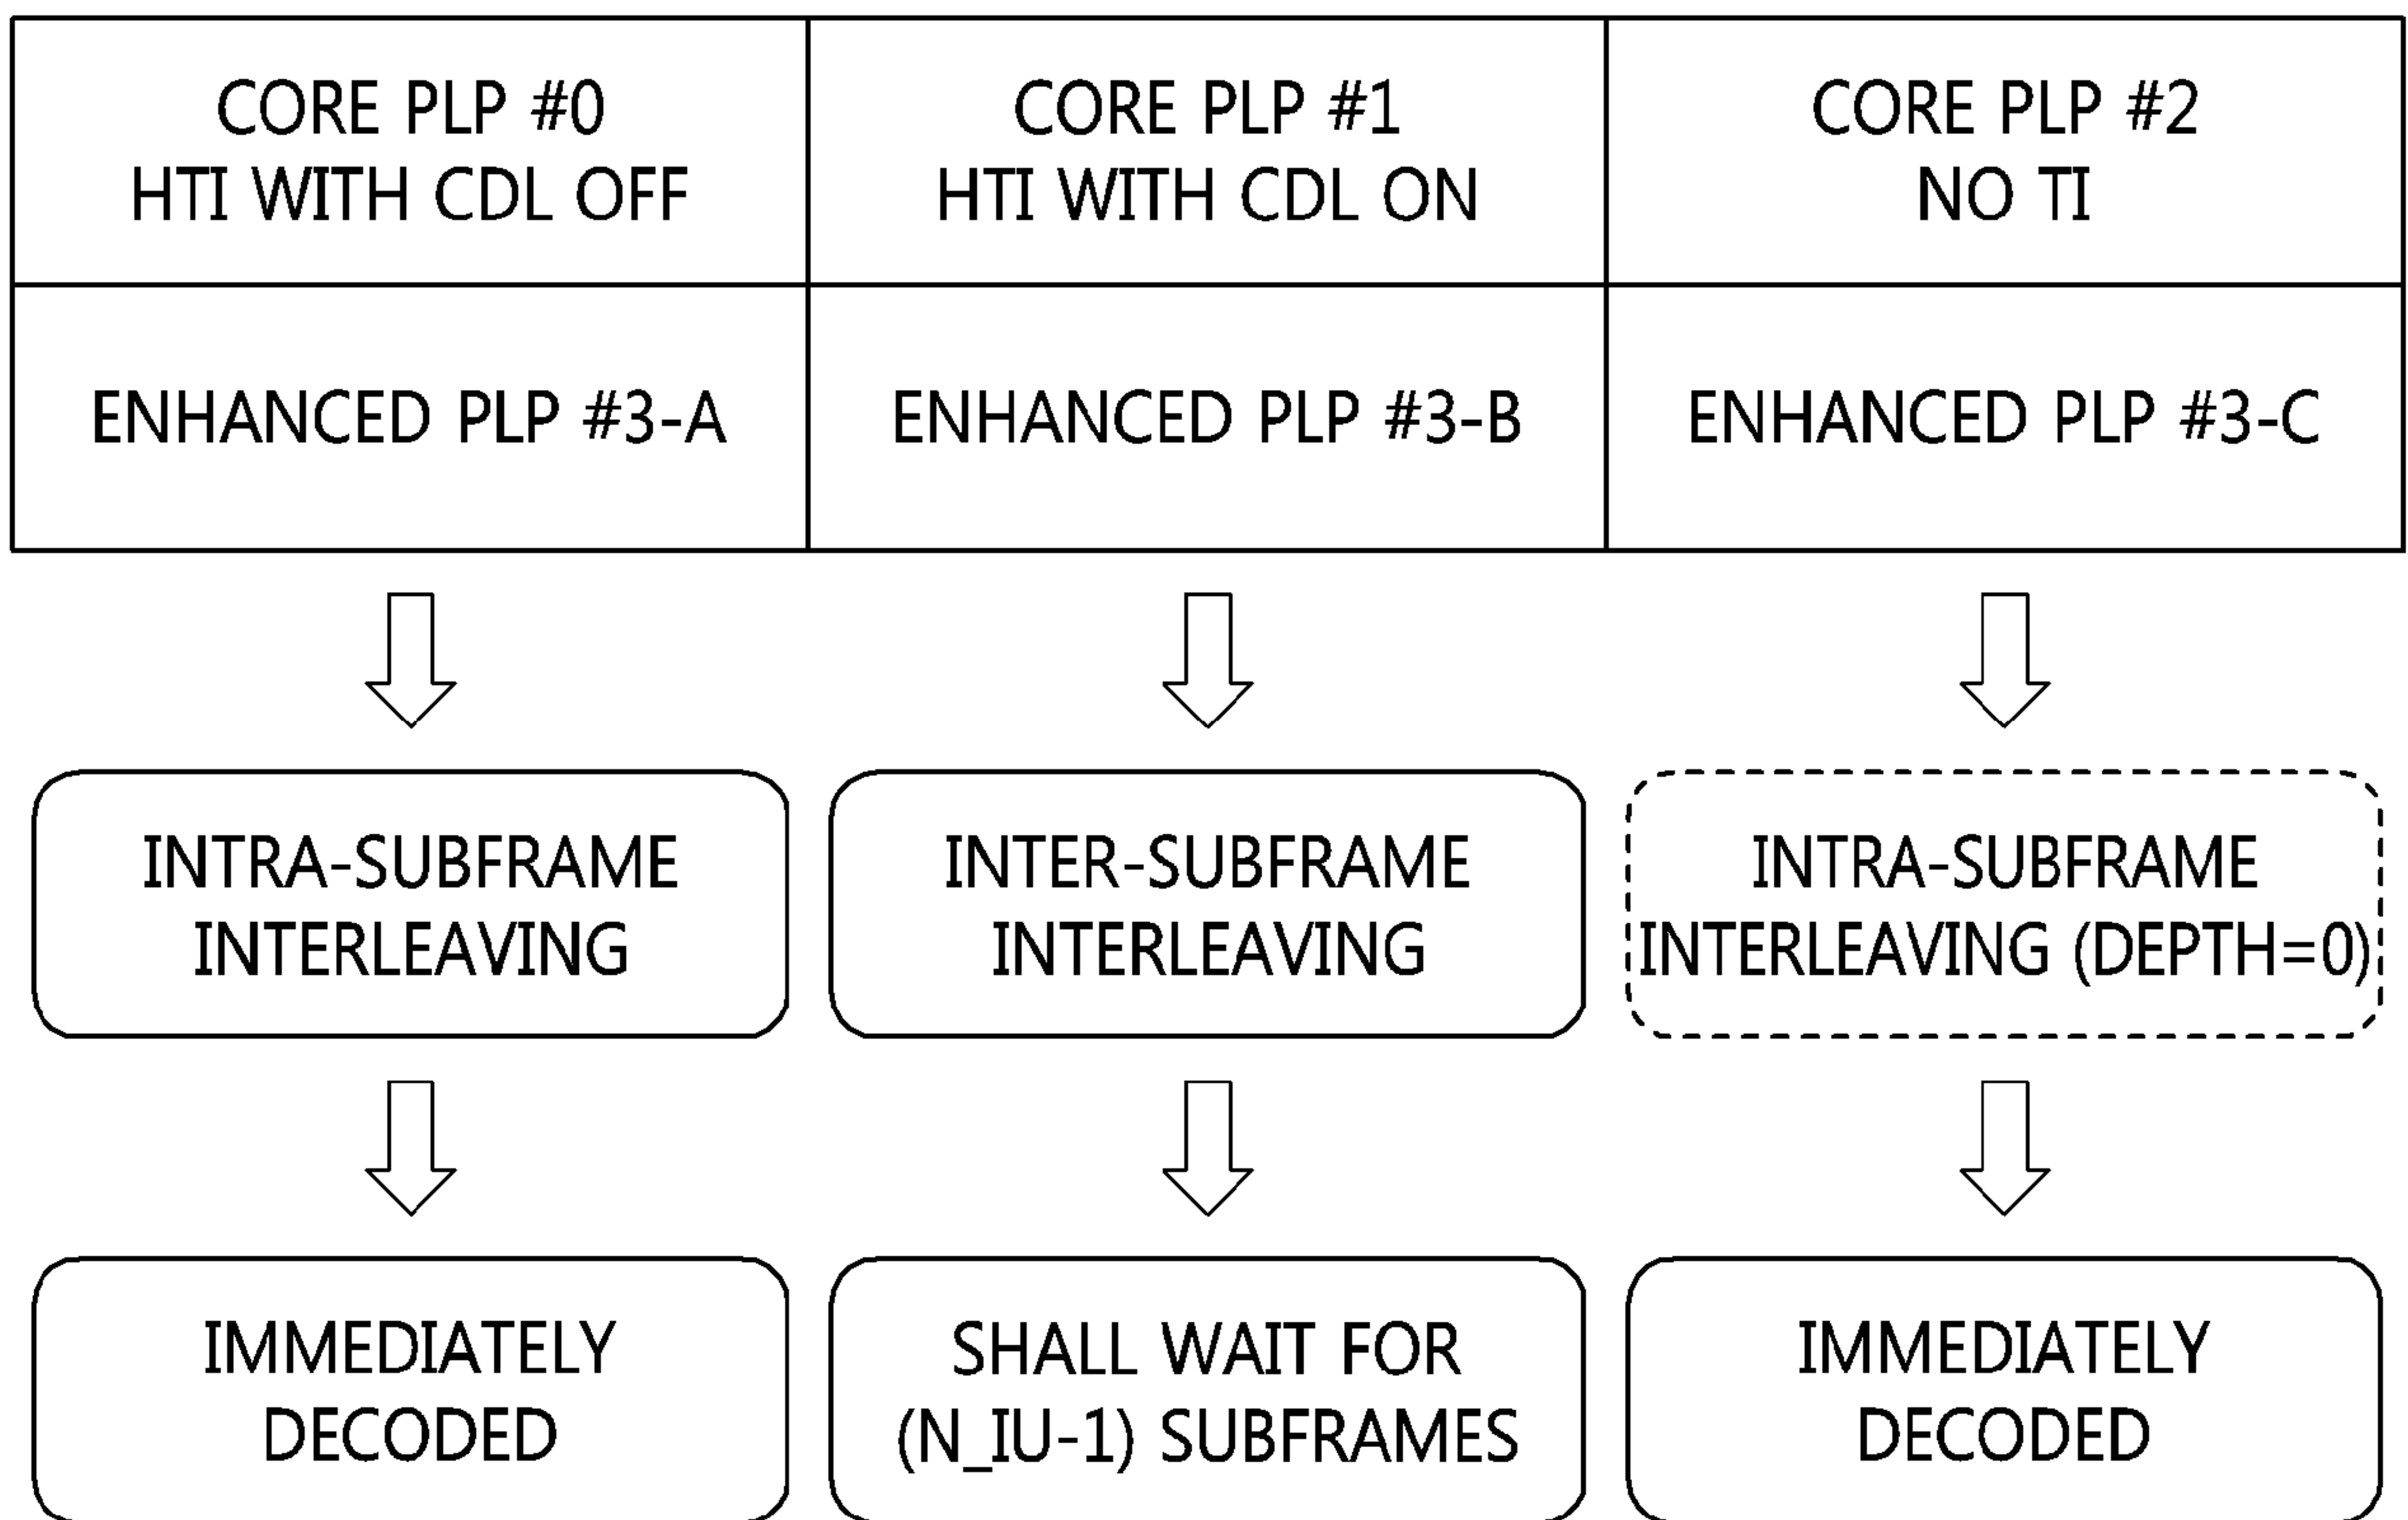 CORE PLP #0
HTI WITH CDL OFF
CORE PLP #1
HTI WITH CDL ON
CORE PLP #2
NO TI
ENHANCED PLP #3-A
ENHANCED PLP #3-B
ENHANCED PLP #3-C
INTRA-SUBFRAME
INTERLEAVING
INTER-SUBFRAME
INTERLEAVING
INTRA-SUBFRAME
INTERLEAVING (DEPTH=0)
IMMEDIATELY
DECODED
SHALL WAIT FOR
(N_IU-1) SUBFRAMES
IMMEDIATELY
DECODED